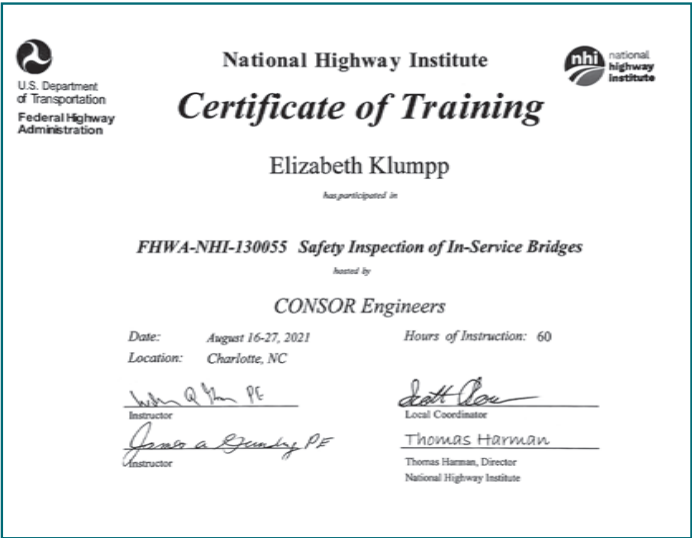 U.S. Department
of Transportation
Federal Highway
Administration
National Highway Institute
nhi national
highway
institute
Certificate of Training
Elizabeth Klumpp
has participated in
FHWA-NHI-130055 Safety Inspection of In-Service Bridges
hosted by
CONSOR Engineers
Date: August 16-27, 2021
Hours of Instruction: 60
Location: Charlotte, NC
PE
Instructor
Scott
Local Coordinator
James a Gundry PE
Instructor
Thomas Harman
Thomas Harman, Director
National Highway Institute